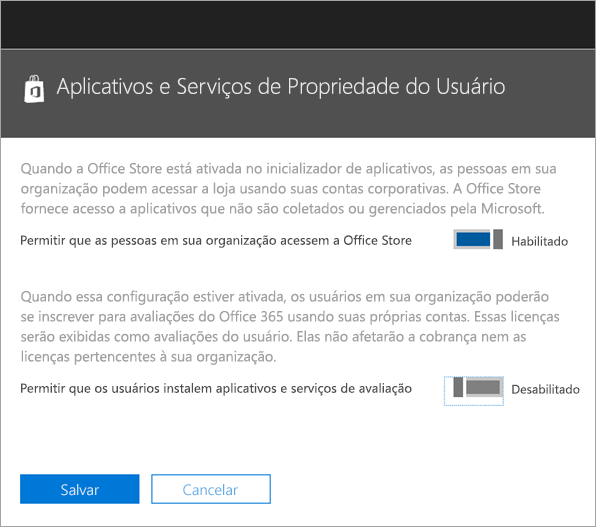 Aplicativos e Serviços de Propriedade do Usuário
Quando a Office Store está ativada no inicializador de aplicativos, as pessoas em sua
organização podem acessar a loja usando suas contas corporativas. A Office Store
fornece acesso a aplicativos que não são coletados ou gerenciados pela Microsoft.
Permitir que as pessoas em sua organização acessem a Office Store Habilitado
Quando essa configuração estiver ativada, os usuários em sua organização poderão
se inscrever para avaliações do Office 365 usando suas próprias contas. Essas licenças
serão exibidas como avaliações do usuário. Elas não afetarão a cobrança nem as
licenças pertencentes à sua organização.
Permitir que os usuários instalem aplicativos e serviços de avaliação Desabilitado
Salvar Cancelar